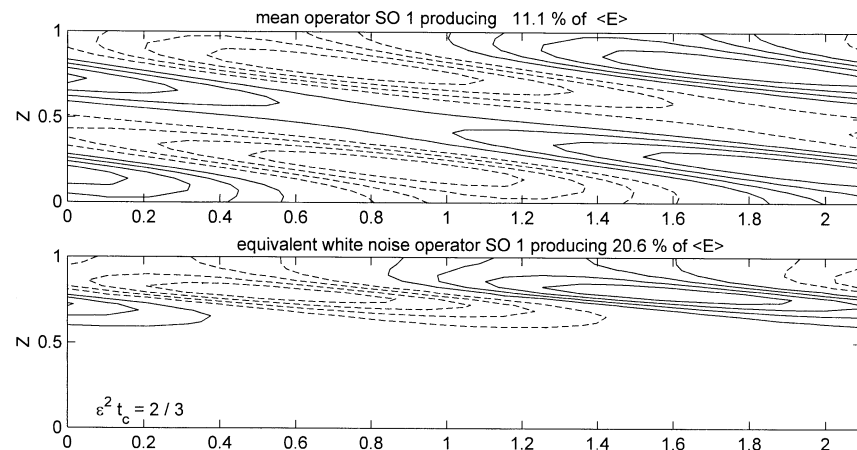 mean operator SO 1 producing 11.1 % of <E>
1
0.5
0
Z
0 0.2 0.4 0.6 0.8 1 1.2 1.4 1.6 1.8 2
equivalent white noise operator SO 1 producing 20.6 % of <E>
1
0.5
0
Z
ε² t_c = 2 / 3
0 0.2 0.4 0.6 0.8 1 1.2 1.4 1.6 1.8 2